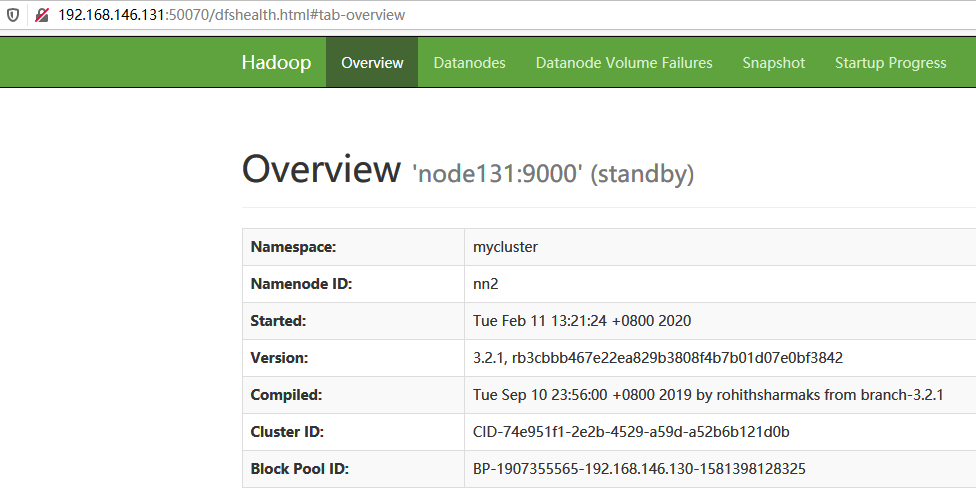 192.168.146.131:50070/dfshealth.html#tab-overview
Hadoop Overview Datanodes Datanode Volume Failures Snapshot Startup Progress
Overview 'node131:9000' (standby)
Namespace: mycluster
Namenode ID: nn2
Started: Tue Feb 11 13:21:24 +0800 2020
Version: 3.2.1, rb3cbbb467e22ea829b3808f4b7b01d07e0bf3842
Compiled: Tue Sep 10 23:56:00 +0800 2019 by rohithsharmaks from branch-3.2.1
Cluster ID: CID-74e951f1-2e2b-4529-a59d-a52b6b121d0b
Block Pool ID: BP-1907355565-192.168.146.130-1581398128325